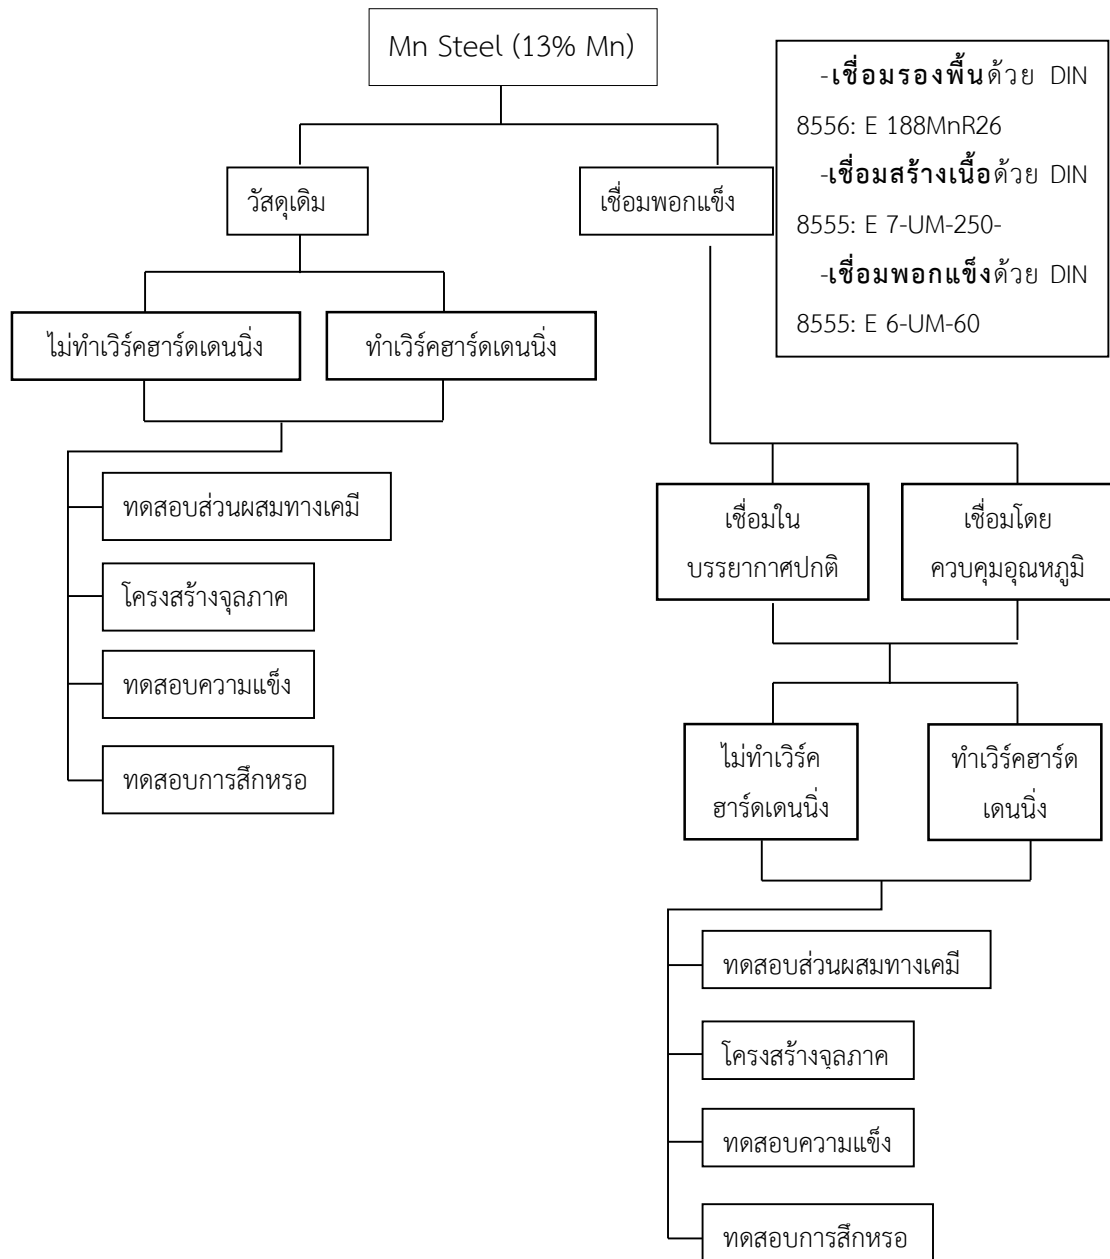 Mn Steel (13% Mn)
-เชื่อมรองพื้นด้วย DIN
8556: E 188MnR26
-เชื่อมสร้างเนื้อด้วย DIN
8555: E 7-UM-250-
-เชื่อมพอกแข็งด้วย DIN
8555: E 6-UM-60
วัสดุเดิม
เชื่อมพอกแข็ง
ไม่ทำเวิร์คฮาร์ดเดนนิ่ง
ทำเวิร์คฮาร์ดเดนนิ่ง
ทดสอบส่วนผสมทางเคมี
โครงสร้างจุลภาค
ทดสอบความแข็ง
ทดสอบการสึกหรอ
เชื่อมใน
บรรยากาศปกติ
เชื่อมโดย
ควบคุมอุณหภูมิ
ไม่ทำเวิร์ค
ฮาร์ดเดนนิ่ง
ทำเวิร์คฮาร์ด
เดนนิ่ง
ทดสอบส่วนผสมทางเคมี
โครงสร้างจุลภาค
ทดสอบความแข็ง
ทดสอบการสึกหรอ